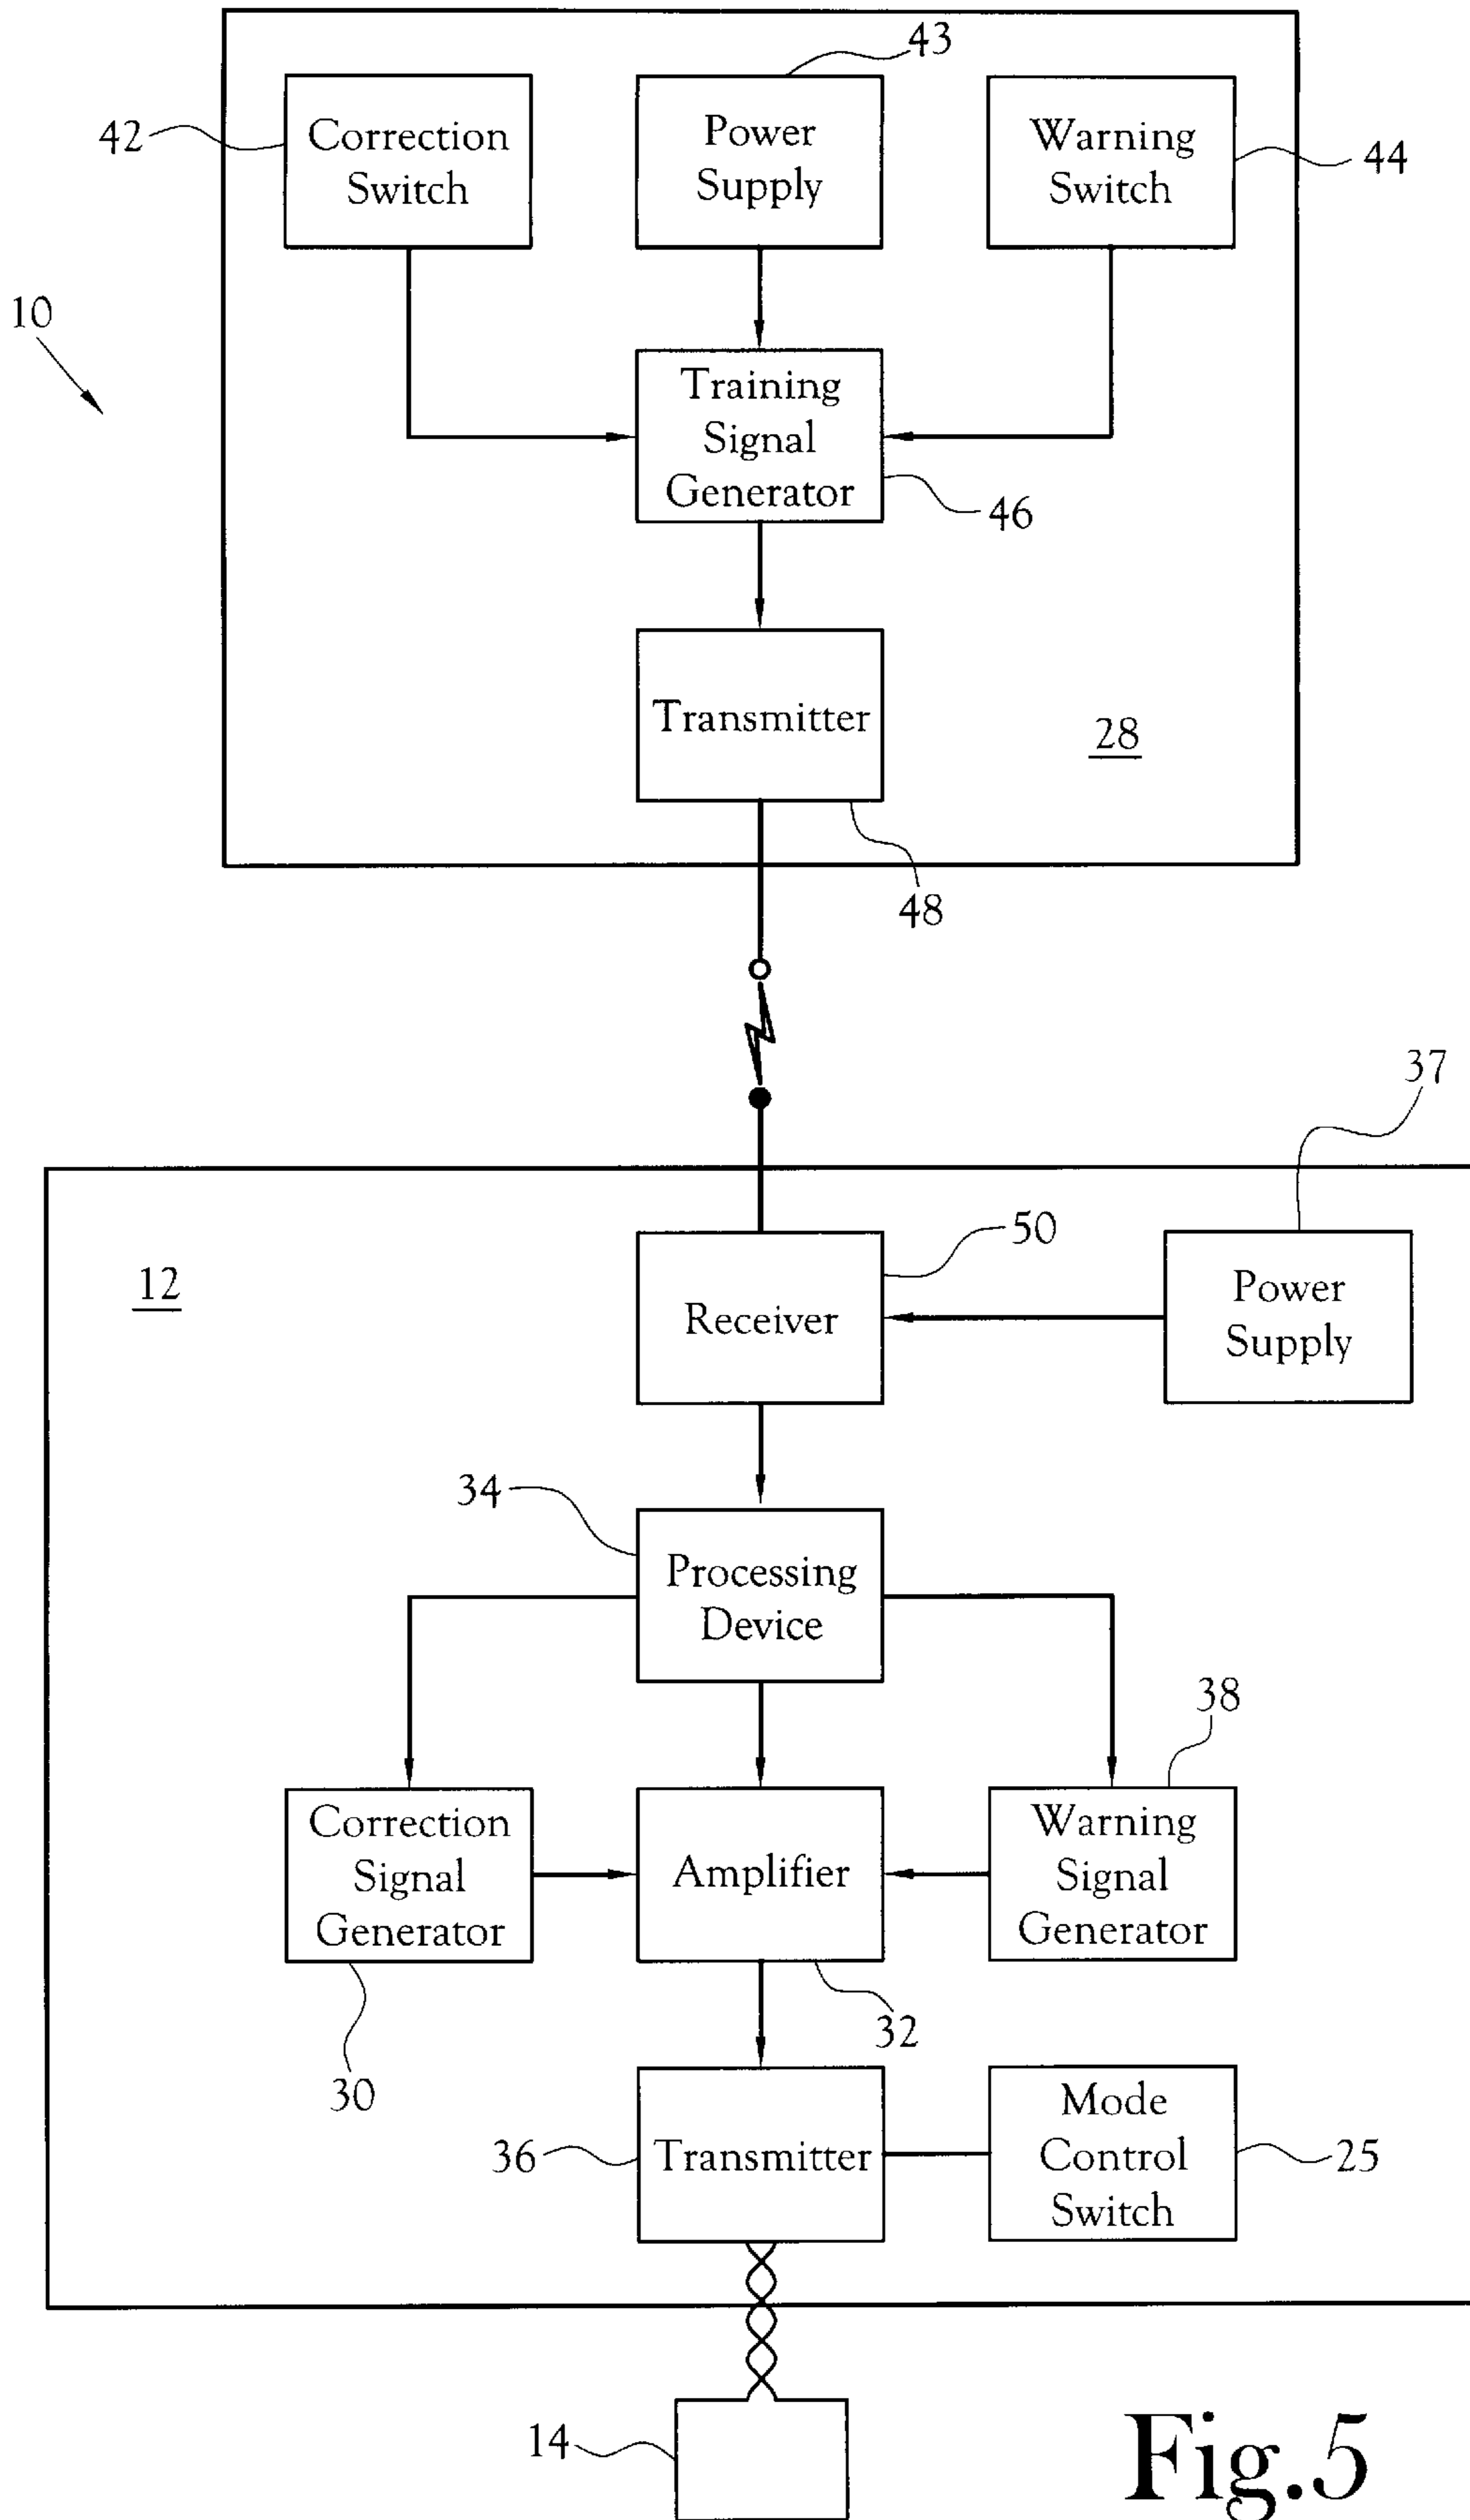 43
42
Correction
Switch
Power
Supply
Warning
Switch
44
10
Training
Signal
Generator
46
Transmitter
28
48
37
12
50
Receiver
Power
Supply
34
Processing
Device
38
Correction
Signal
Generator
Amplifier
Warning
Signal
Generator
32
30
36
Transmitter
Mode
Control
Switch
25
14
Fig.5